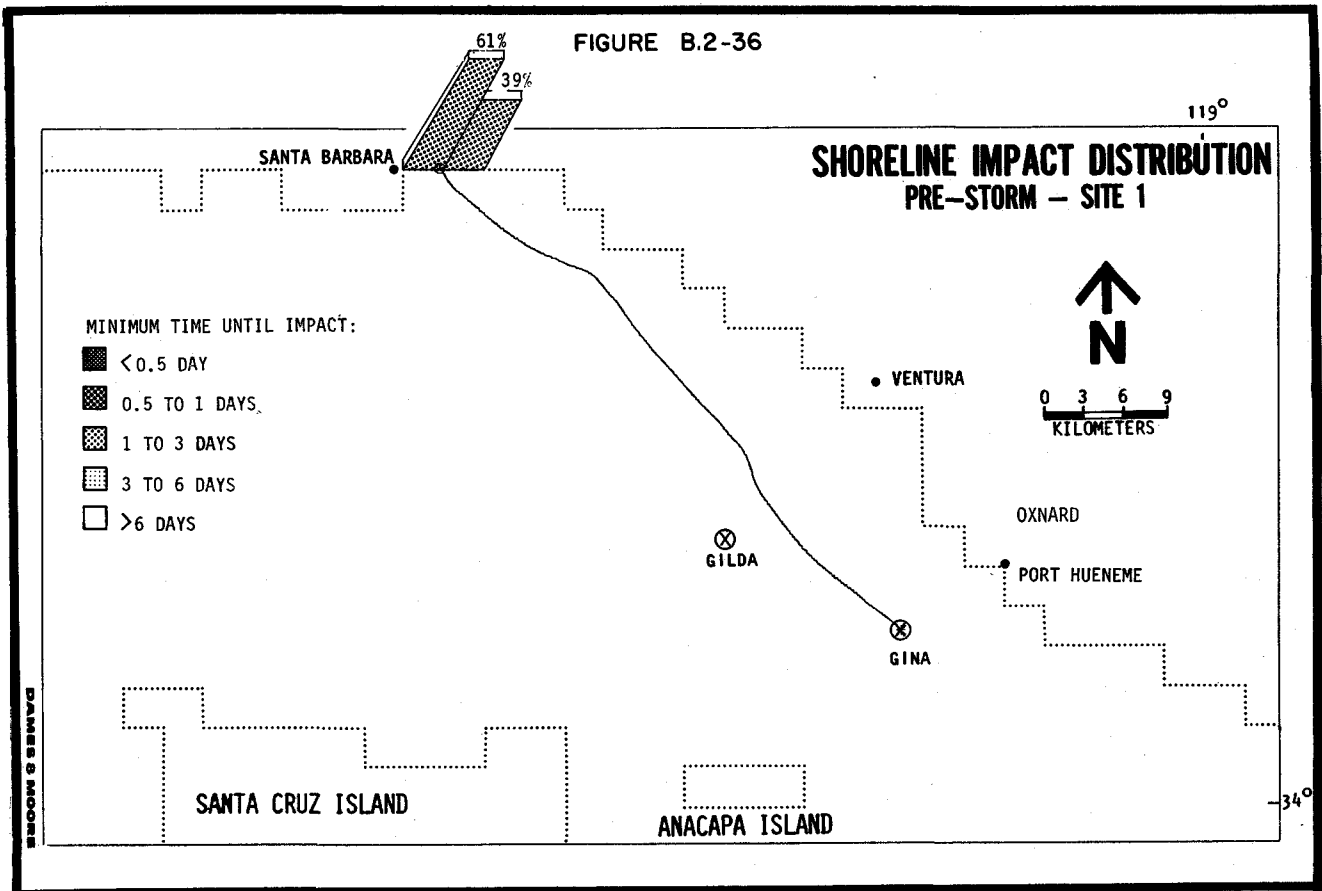 FIGURE B.2-36
61%
39%
119°
SANTA BARBARA
SHORELINE IMPACT DISTRIBUTION
PRE-STORM - SITE 1
MINIMUM TIME UNTIL IMPACT:
<0.5 DAY
0.5 TO 1 DAYS
1 TO 3 DAYS
3 TO 6 DAYS
>6 DAYS
N
0 3 6 9
KILOMETERS
VENTURA
OXNARD
PORT HUENEME
GILDA
GINA
SANTA CRUZ ISLAND
ANACAPA ISLAND
34°
DAMES & MOORE